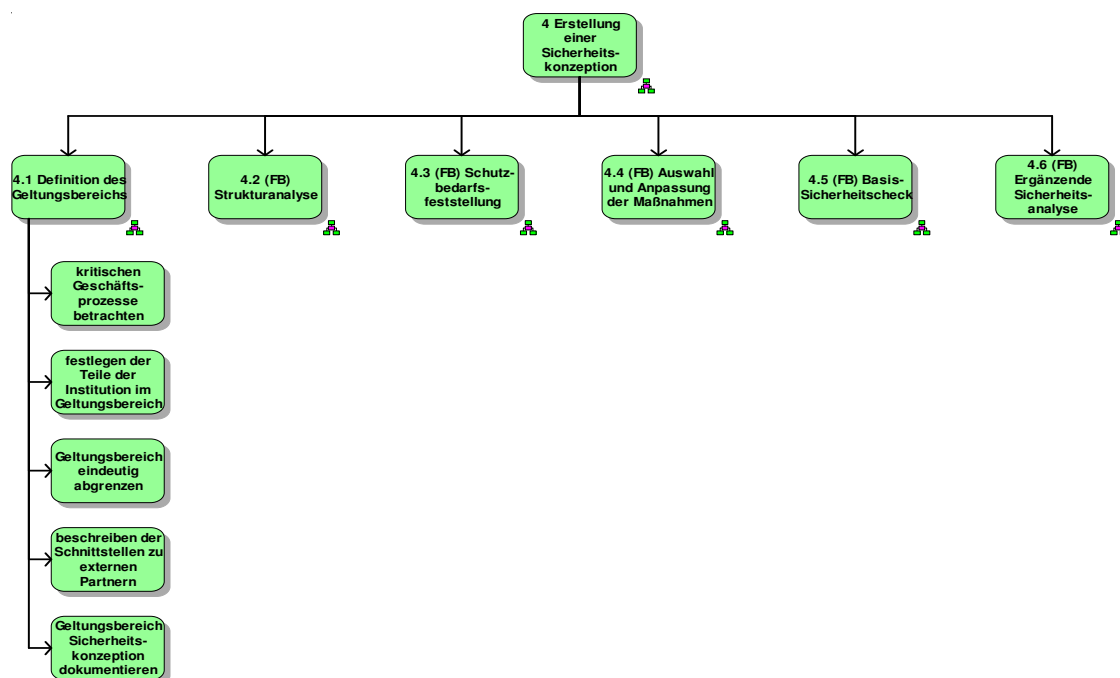 4 Erstellung
einer
Sicherheits-
konzeption
4.1 Definition des
Geltungsbereichs
4.2 (FB)
Strukturanalyse
4.3 (FB) Schutz-
bedarfs-
feststellung
4.4 (FB) Auswahl
und Anpassung
der Maßnahmen
4.5 (FB) Basis-
Sicherheitscheck
4.6 (FB)
Ergänzende
Sicherheits-
analyse
kritischen
Geschäfts-
prozesse
betrachten
festlegen der
Teile der
Institution im
Geltungsbereich
Geltungsbereich
eindeutig
abgrenzen
beschreiben der
Schnittstellen zu
externen
Partnern
Geltungsbereich
Sicherheits-
konzeption
dokumentieren